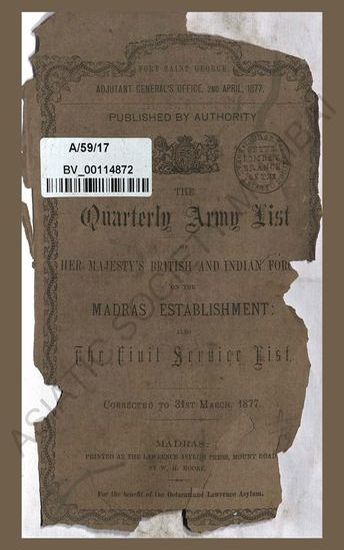 FORT SAINT GEORGE
ADJUTANT GENERAL'S OFFICE, 2ND APRIL, 1877.
PUBLISHED BY AUTHORITY
A/59/17
BV_00114872
THE
Quarterly Army List
OF
HER MAJESTY'S BRITISH AND INDIAN FORC
ON THE
MADRAS ESTABLISHMENT:
ALSO
The Civil Service List.
CORRECTED TO 31ST MARCH, 1877.
MADRAS:
PRINTED AT THE LAWRENCE ASYLUM PRESS, MOUNT ROAD
BY W. H. MOORE.
For the benefit of the Ootacamund Lawrence Asylum.
ASIATIC SOCIETY MUMBAI